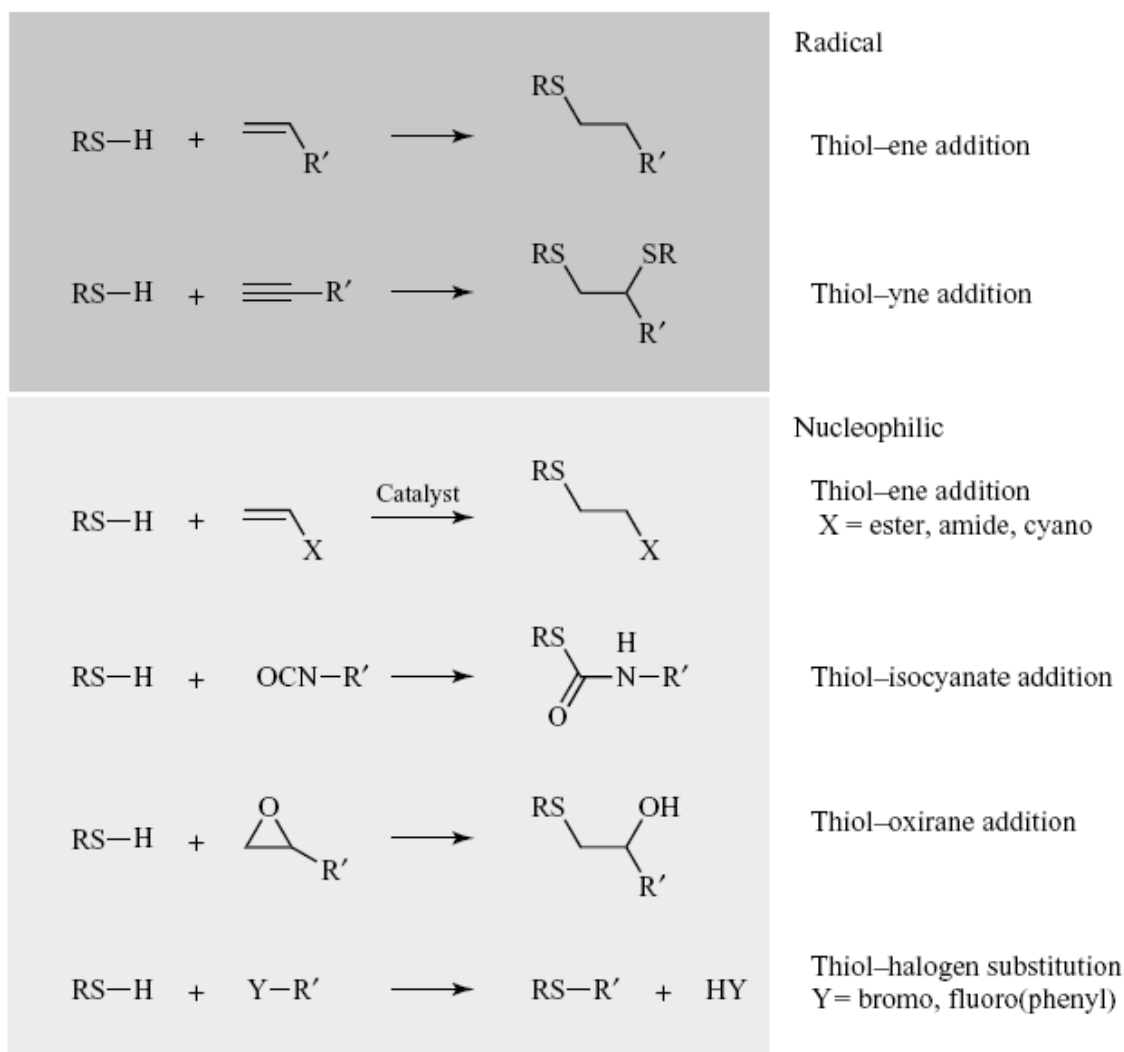 Radical
RS–H + R′ RS R′ Thiol–ene addition
RS–H + R′ RS SR R′ Thiol–yne addition
Nucleophilic
RS–H + X Catalyst RS X Thiol–ene addition
X = ester, amide, cyano
RS–H + OCN–R′ RS O H N–R′ Thiol–isocyanate addition
RS–H + O R′ RS OH R′ Thiol–oxirane addition
RS–H + Y–R′ RS–R′ + HY Thiol–halogen substitution
Y= bromo, fluoro(phenyl)